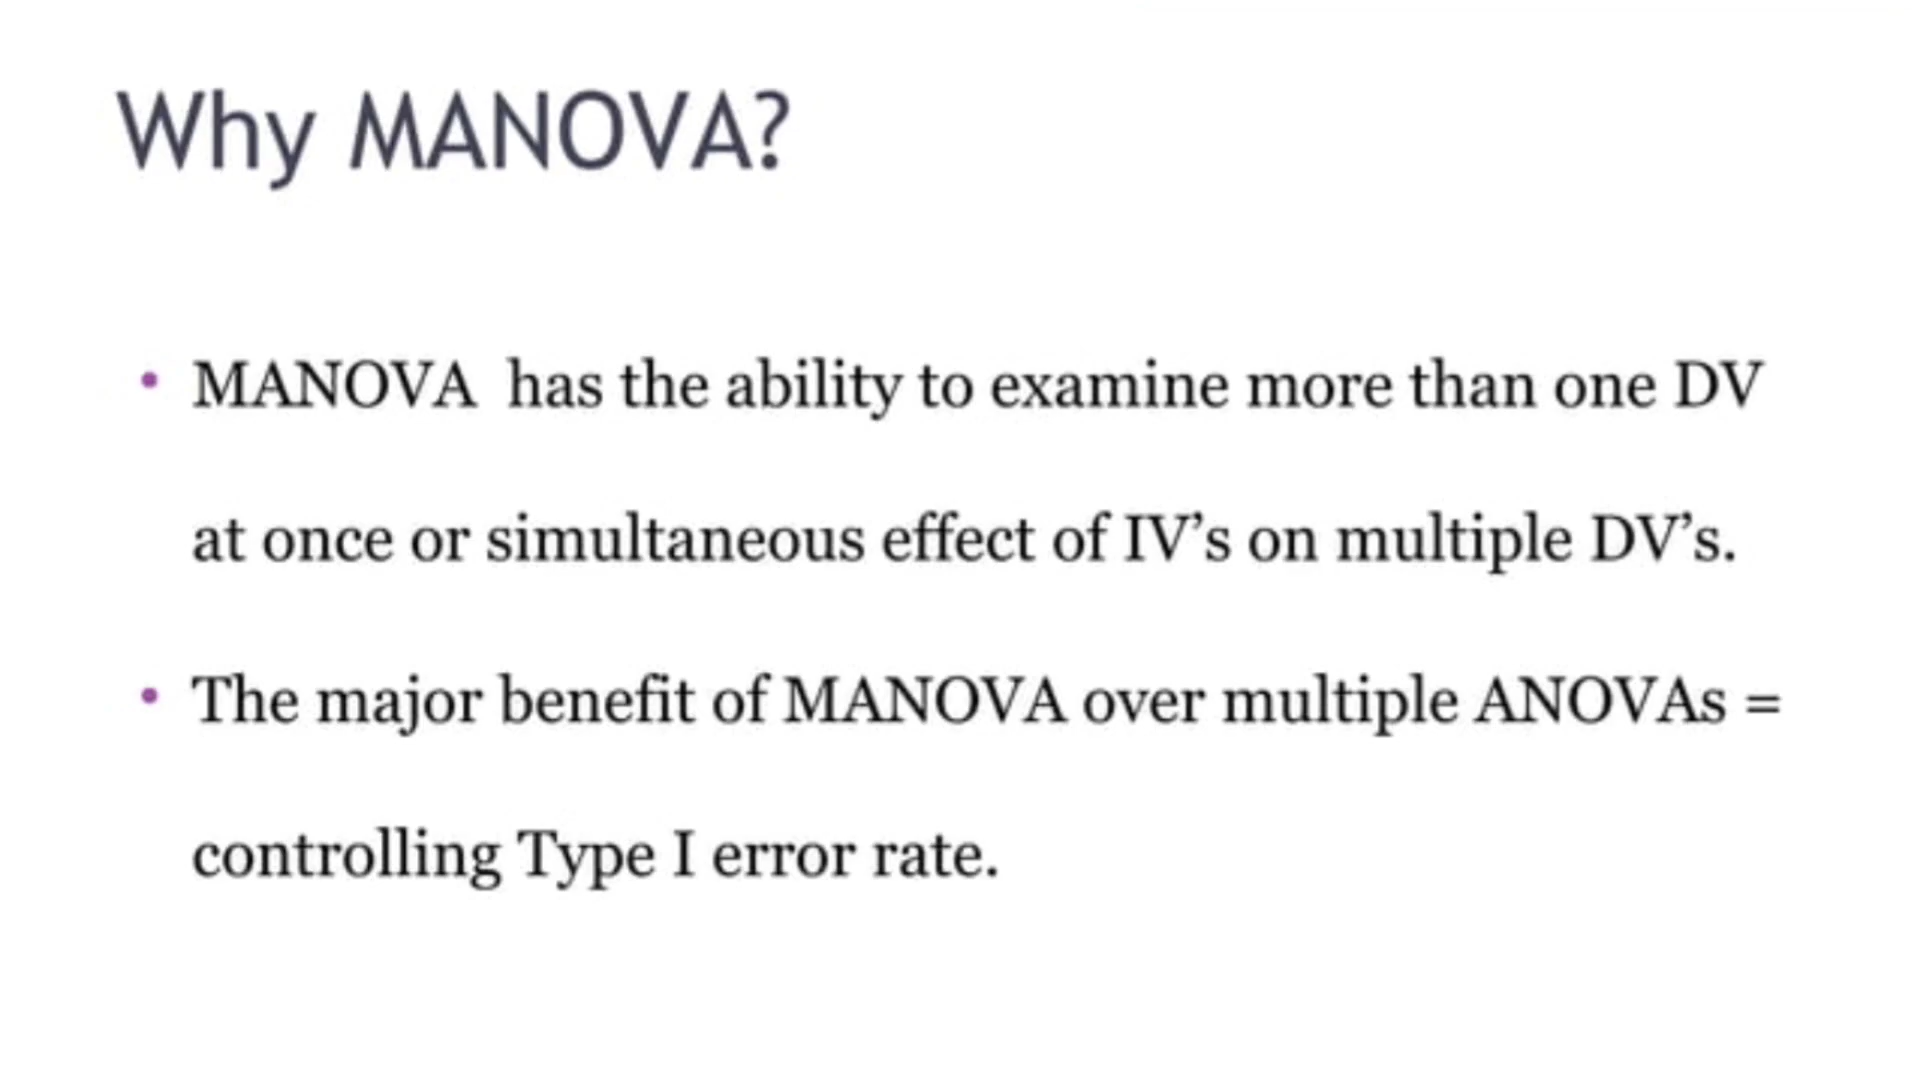 Why MANOVA?
• MANOVA has the ability to examine more than one DV
at once or simultaneous effect of IV’s on multiple DV’s.
• The major benefit of MANOVA over multiple ANOVAs =
controlling Type I error rate.